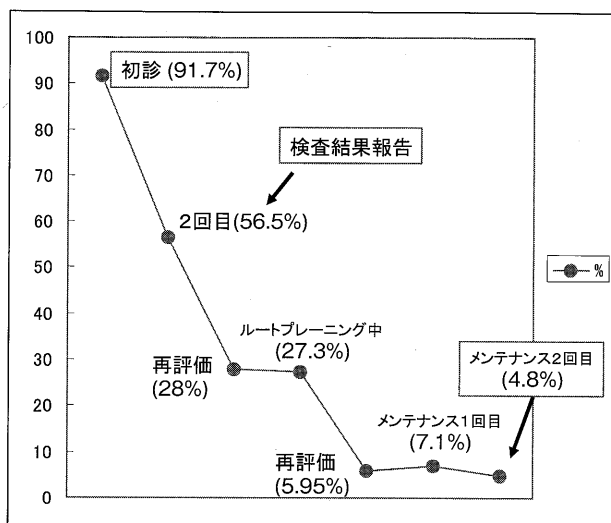 100
90
80
70
60
50
40
30
20
10
0
初診 (91.7%)
検査結果報告
2回目(56.5%)
再評価
(28%)
ルートプレーニング中
(27.3%)
再評価
(5.95%)
メンテナンス1回目
(7.1%)
メンテナンス2回目
(4.8%)
%